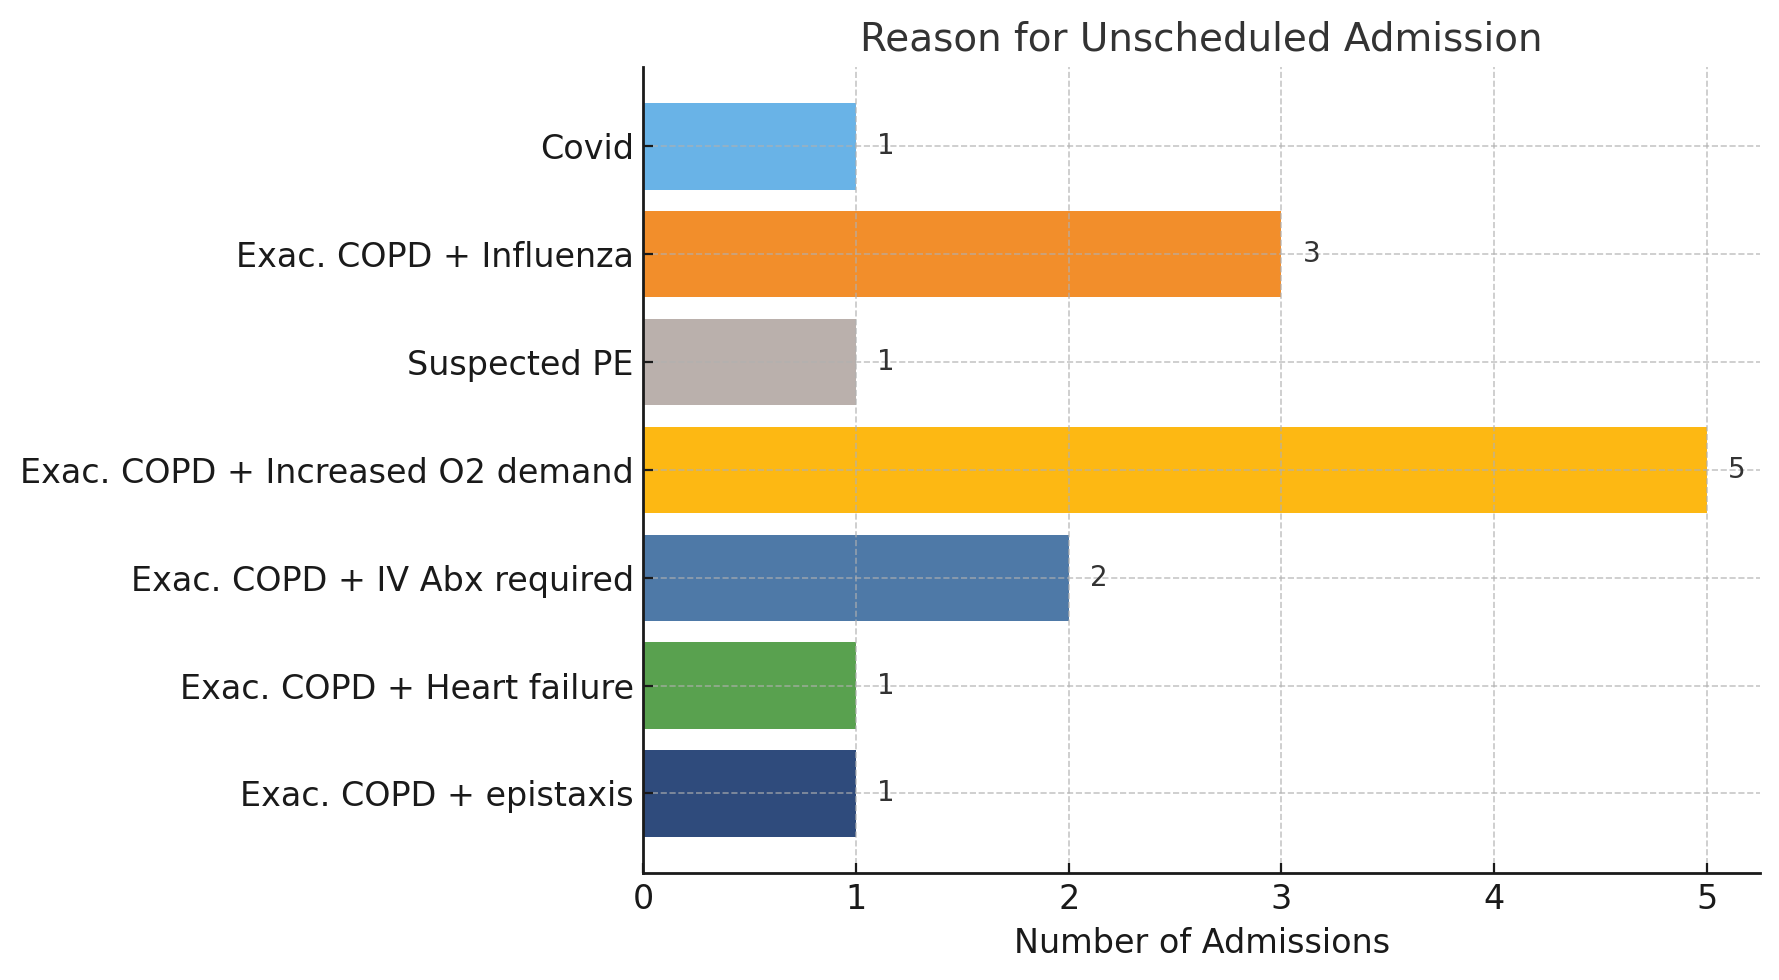 Reason for Unscheduled Admission
Covid
1
Exac. COPD + Influenza
3
Suspected PE
1
Exac. COPD + Increased O2 demand
5
Exac. COPD + IV Abx required
2
Exac. COPD + Heart failure
1
Exac. COPD + epistaxis
1
0 1 2 3 4 5
Number of Admissions